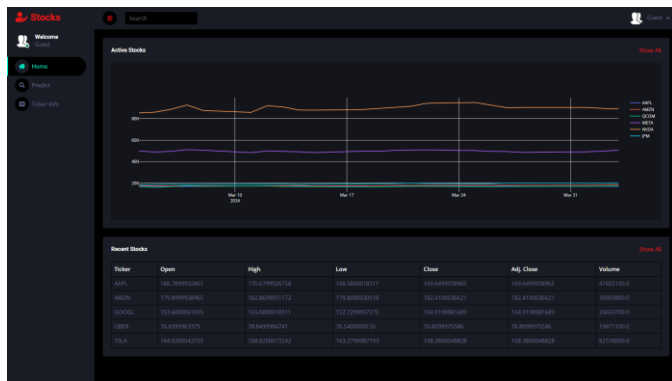 Stocks
Search
Guest
Welcome
Guest
Home
Predict
Ticker Info
Active Stocks
Show All
800
600
400
200
Mar 10
2024
Mar 17
Mar 24
Mar 31
AAPL
AMZN
QCOM
META
NVDA
JPM
Recent Stocks
Show All
Ticker Open High Low Close Adj. Close Volume
AAPL 168.7899932861 170.6799926758 168.5800018311 169.6499938965 169.6499938965 47602100.0
AMZN 179.8999938965 182.8699951172 179.8000030518 182.4100036621 182.4100036621 30959800.0
GOOGL 153.6000061035 155.0800018311 152.7299957275 154.9199981689 154.9199981689
UBER 76.8399963379 78.8499984741 76.5400009155 76.8099975586 76.8099975586 19871100.0
TSLA 164.0200042725 168.8200073242 163.2799987793 168.3800048828 168.3800048828 82578000.0